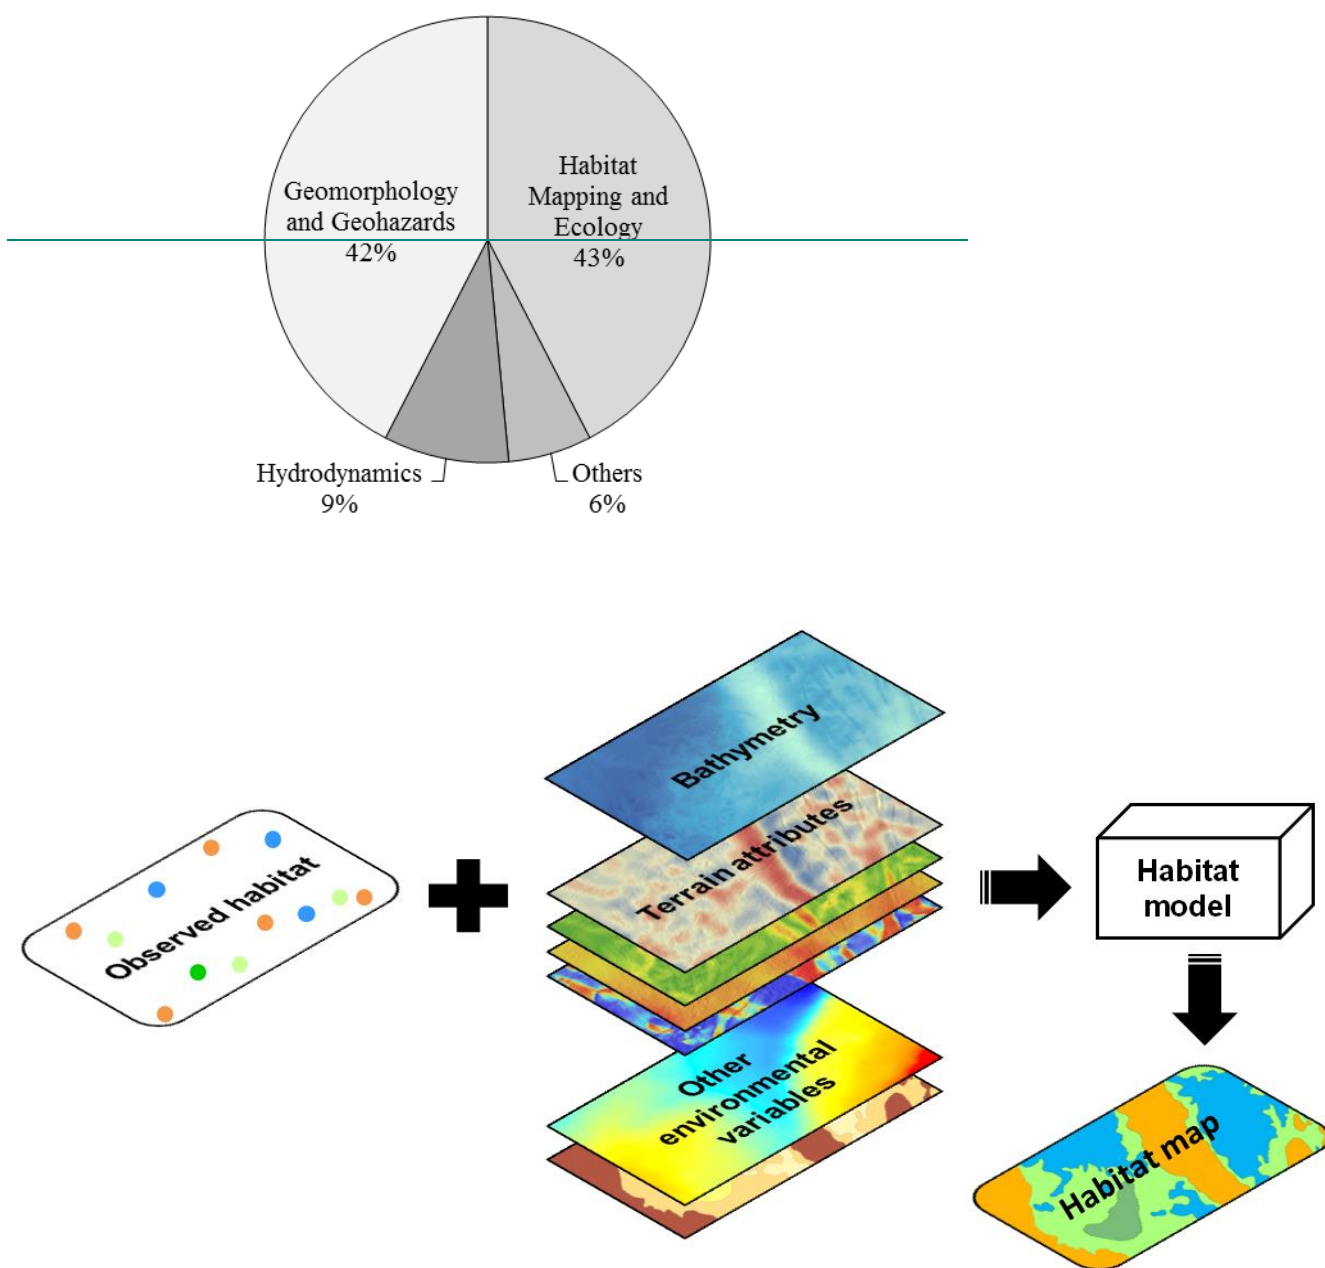 Habitat
Mapping and
Ecology
43%
Geomorphology
and Geohazards
42%
Hydrodynamics
9%
Others
6%
Bathymetry
Terrain attributes
Observed habitat
Habitat
model
Other
environmental
variables
Habitat map